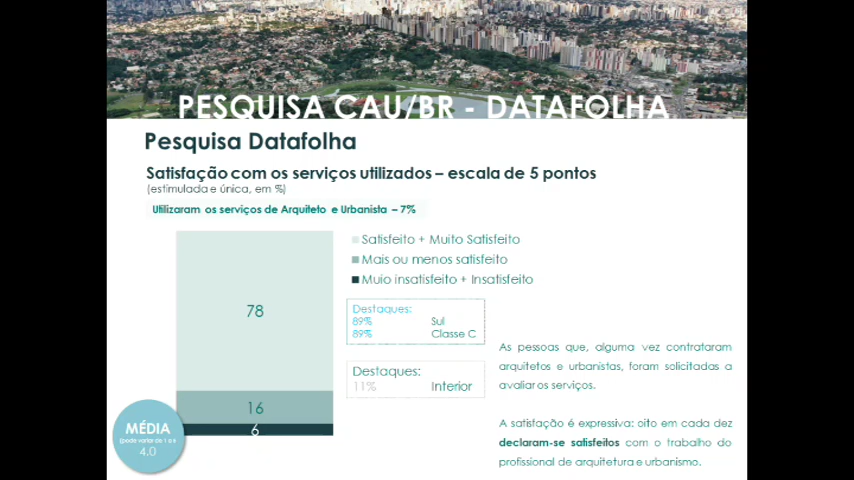 PESQUISA CAU/BR - DATAFOLHA
Pesquisa Datafolha
Satisfação com os serviços utilizados – escala de 5 pontos
(estimulada e única, em %)
Utilizaram os serviços de Arquiteto e Urbanista – 7%
Satisfeito + Muito Satisfeito
Mais ou menos satisfeito
Muio insatisfeito + Insatisfeito
78
16
6
Destaques:
89% Sul
89% Classe C
Destaques:
11% Interior
MÉDIA
(pode variar de 1 a
4.0
As pessoas que, alguma vez contrataram
arquitetos e urbanistas, foram solicitadas a
avaliar os serviços.
A satisfação é expressiva: oito em cada dez
declaram-se satisfeitos com o trabalho do
profissional de arquitetura e urbanismo.